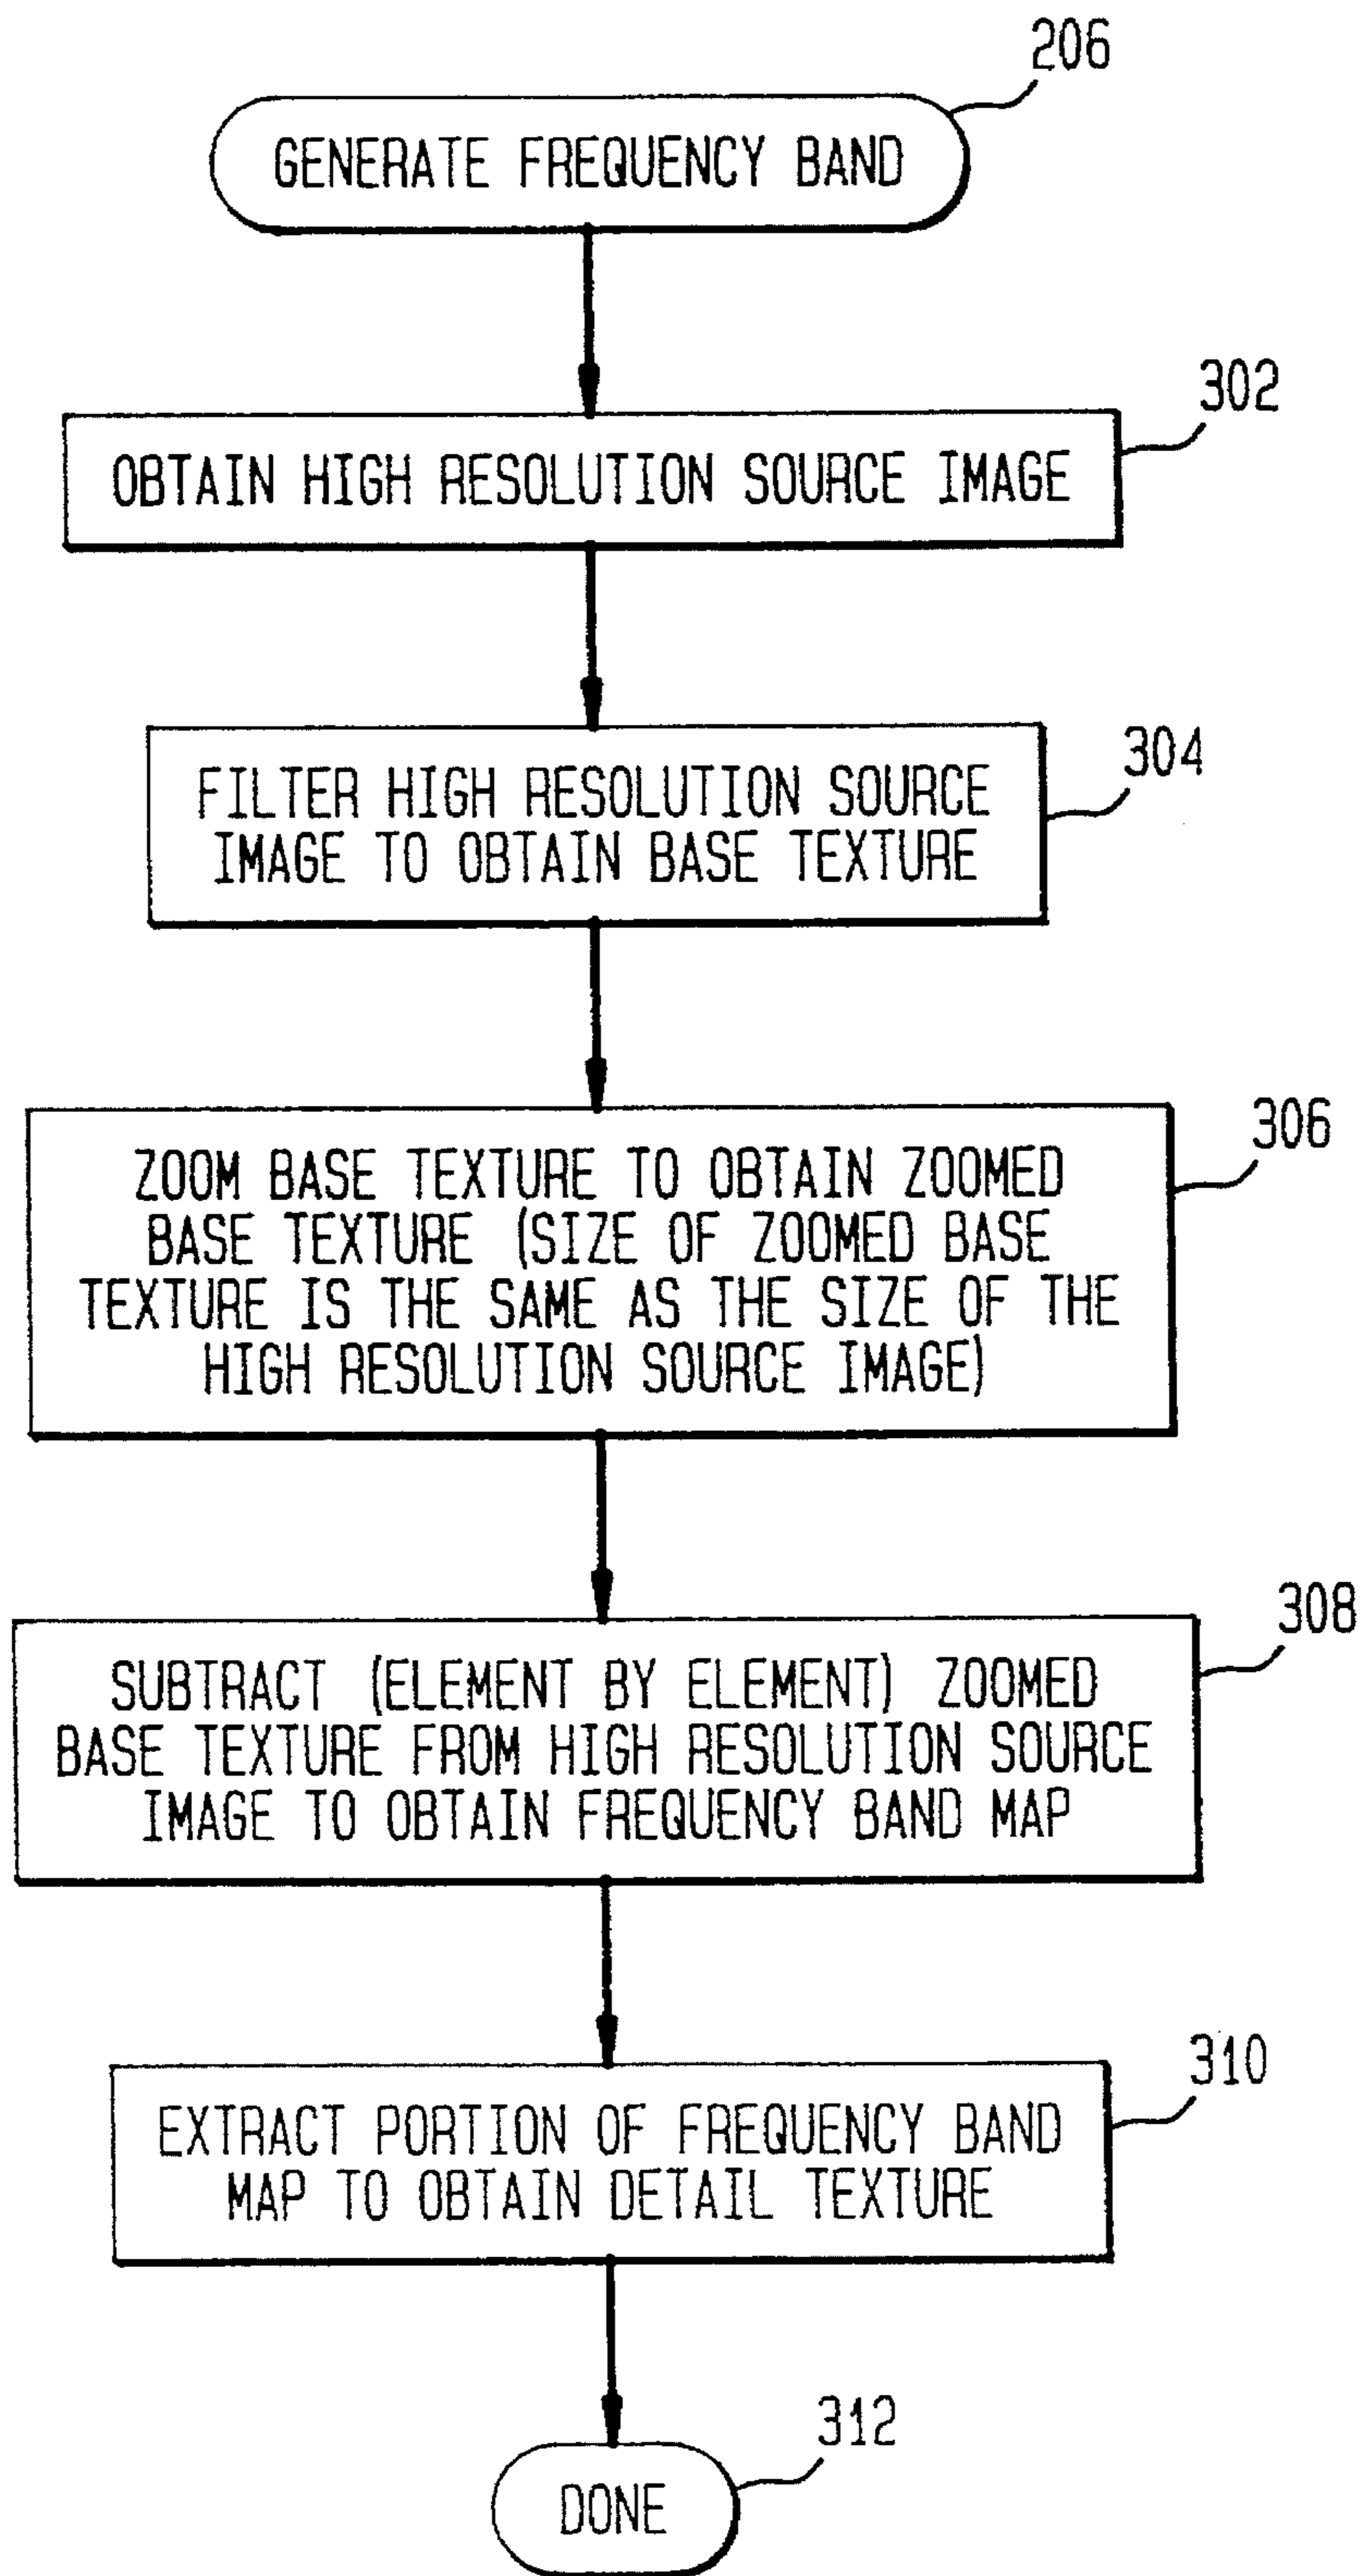 206
GENERATE FREQUENCY BAND
302
OBTAIN HIGH RESOLUTION SOURCE IMAGE
304
FILTER HIGH RESOLUTION SOURCE
IMAGE TO OBTAIN BASE TEXTURE
306
ZOOM BASE TEXTURE TO OBTAIN ZOOMED
BASE TEXTURE (SIZE OF ZOOMED BASE
TEXTURE IS THE SAME AS THE SIZE OF THE
HIGH RESOLUTION SOURCE IMAGE)
308
SUBTRACT (ELEMENT BY ELEMENT) ZOOMED
BASE TEXTURE FROM HIGH RESOLUTION SOURCE
IMAGE TO OBTAIN FREQUENCY BAND MAP
310
EXTRACT PORTION OF FREQUENCY BAND
MAP TO OBTAIN DETAIL TEXTURE
312
DONE